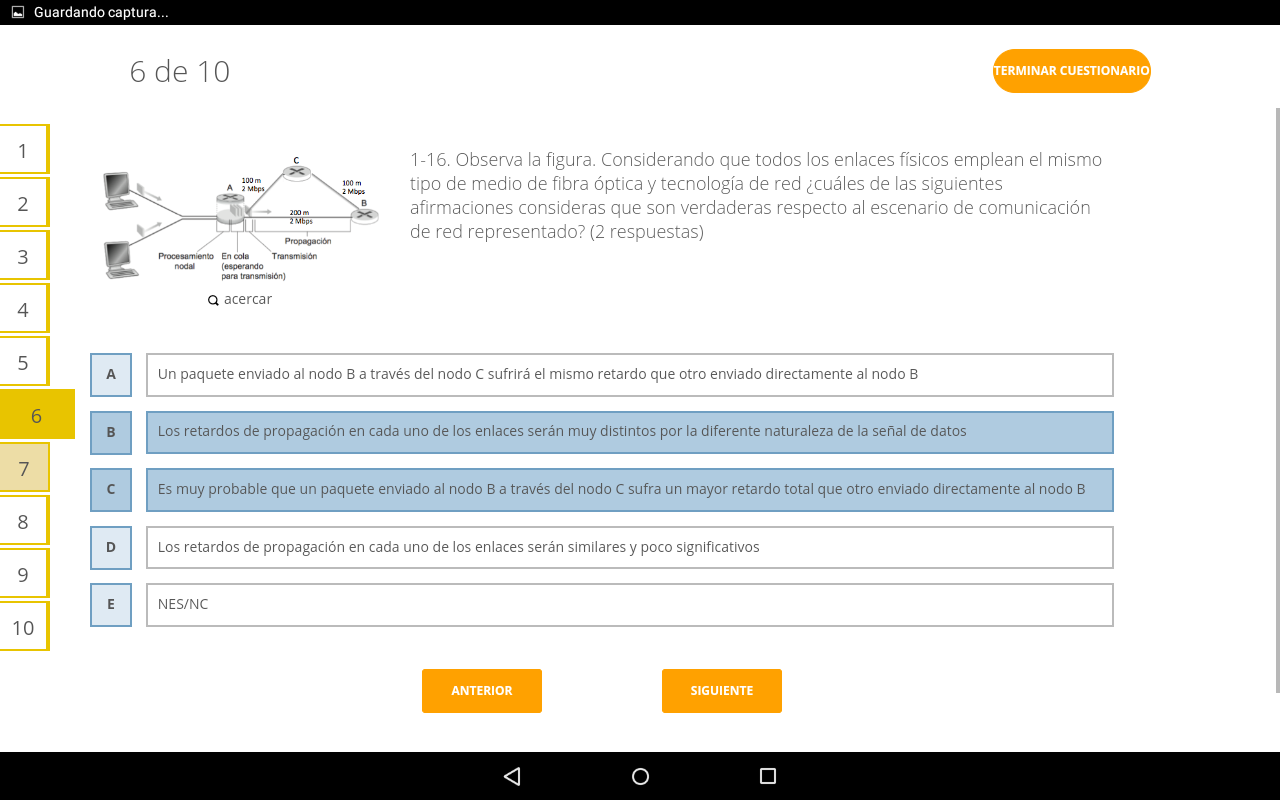 Guardando captura...
6 de 10
TERMINAR CUESTIONARIO
1
2
3
4
5
6
7
8
9
10
C
100 m
2 Mbps
A
100 m
2 Mbps
B
200 m
2 Mbps
Propagación
Procesamiento
nodal
En cola
(esperando
para transmisión)
Transmisión
acercar
1-16. Observa la figura. Considerando que todos los enlaces físicos emplean el mismo
tipo de medio de fibra óptica y tecnología de red ¿cuáles de las siguientes
afirmaciones consideras que son verdaderas respecto al escenario de comunicación
de red representado? (2 respuestas)
A Un paquete enviado al nodo B a través del nodo C sufrirá el mismo retardo que otro enviado directamente al nodo B
B Los retardos de propagación en cada uno de los enlaces serán muy distintos por la diferente naturaleza de la señal de datos
C Es muy probable que un paquete enviado al nodo B a través del nodo C sufra un mayor retardo total que otro enviado directamente al nodo B
D Los retardos de propagación en cada uno de los enlaces serán similares y poco significativos
E NES/NC
ANTERIOR
SIGUIENTE